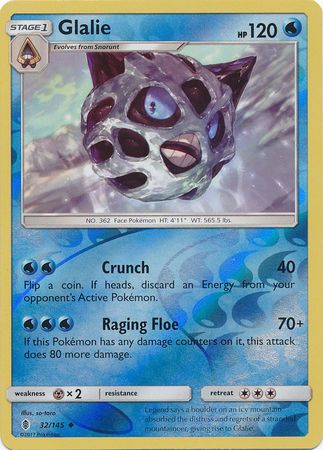 STAGE 1 Glalie HP 120
Evolves from Snorunt
NO. 362 Face Pokémon HT: 4'11" WT: 565.5 lbs.
Crunch 40
Flip a coin. If heads, discard an Energy from your
opponent's Active Pokémon.
Raging Floe 70+
If this Pokémon has any damage counters on it, this attack
does 80 more damage.
weakness ×2 resistance retreat
illus. so-taro
32/145
©2017 Pokémon
Legend says a boulder on an icy mountain
absorbed the distress and regrets of a stranded
mountaineer, giving rise to Glalie.